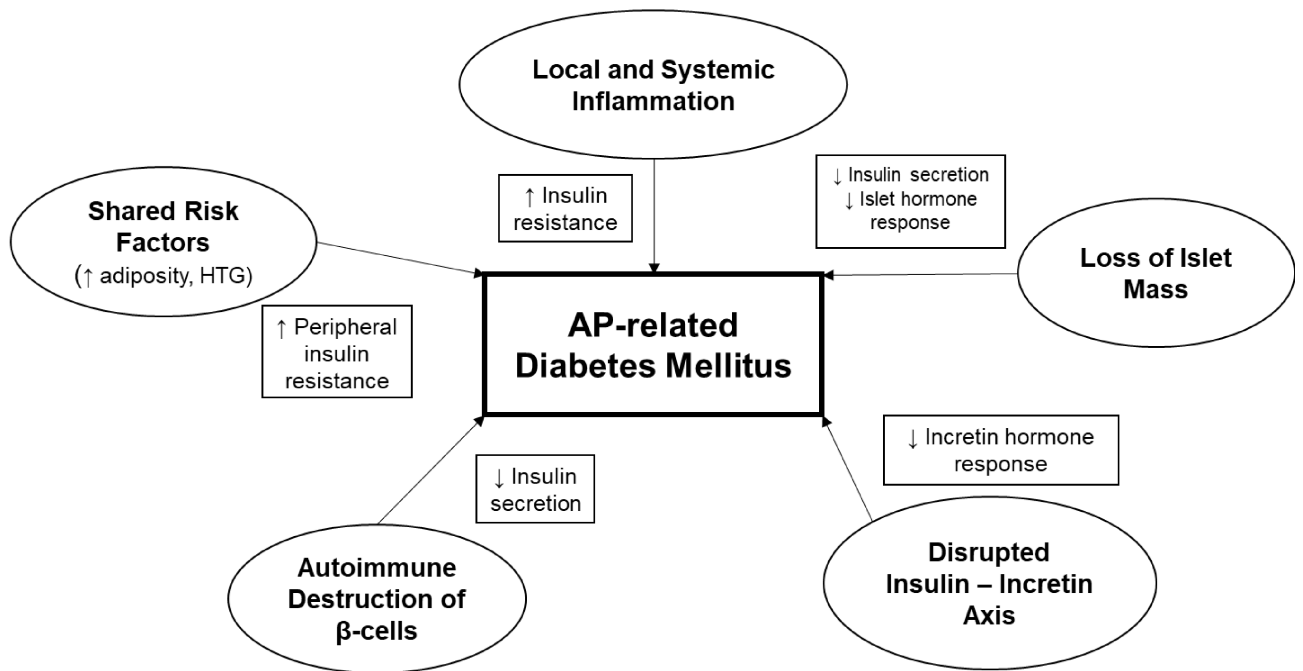 Local and Systemic
Inflammation
↑ Insulin
resistance
↓ Insulin secretion
↓ Islet hormone
response
Shared Risk
Factors
(↑ adiposity, HTG)
↑ Peripheral
insulin
resistance
Loss of Islet
Mass
AP-related
Diabetes Mellitus
↓ Insulin
secretion
↓ Incretin hormone
response
Autoimmune
Destruction of
β-cells
Disrupted
Insulin – Incretin
Axis